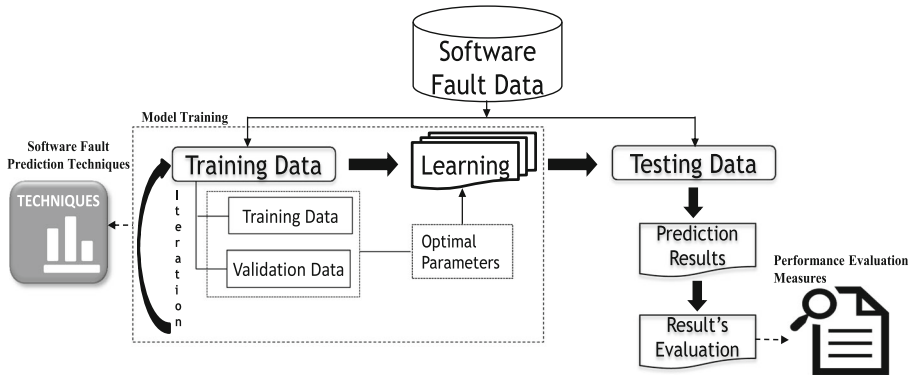 Software
Fault Data
Model Training
Software Fault
Prediction Techniques
TECHNIQUES
Training Data
Learning
Testing Data
Iteration
Training Data
Validation Data
Optimal
Parameters
Prediction
Results
Performance Evaluation
Measures
Result's
Evaluation